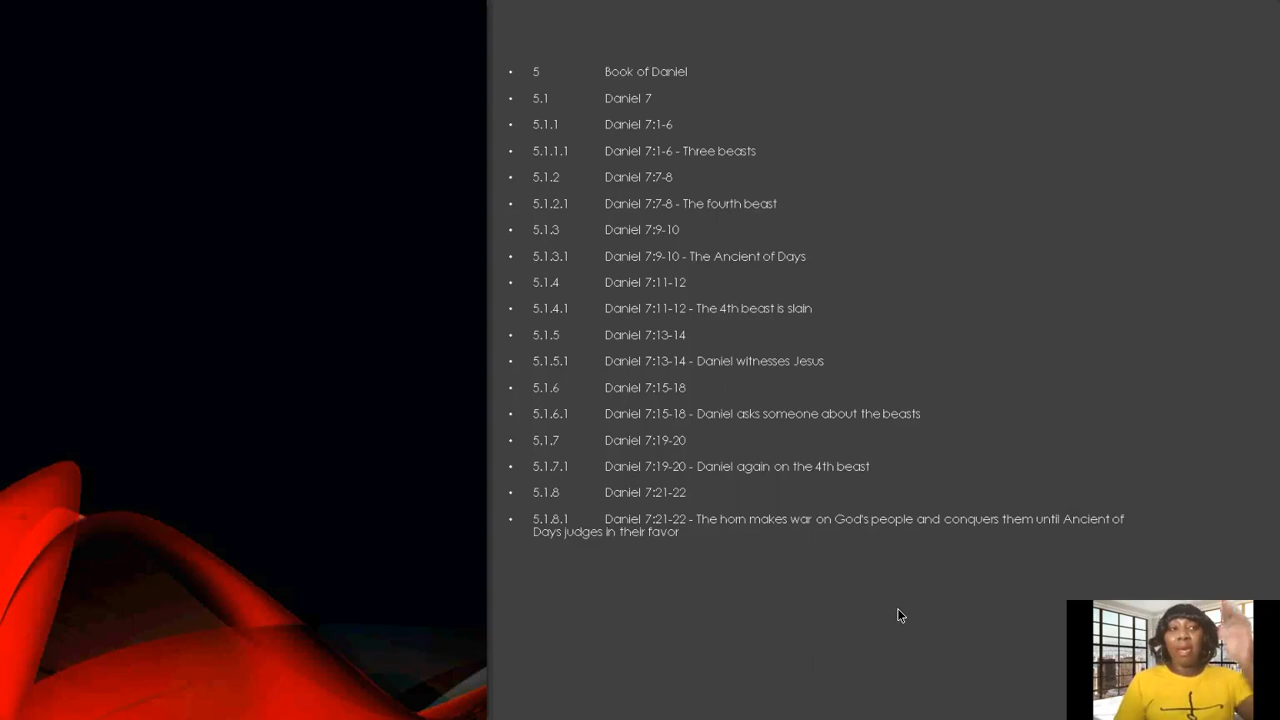 • 5 Book of Daniel
• 5.1 Daniel 7
• 5.1.1 Daniel 7:1-6
• 5.1.1.1 Daniel 7:1-6 - Three beasts
• 5.1.2 Daniel 7:7-8
• 5.1.2.1 Daniel 7:7-8 - The fourth beast
• 5.1.3 Daniel 7:9-10
• 5.1.3.1 Daniel 7:9-10 - The Ancient of Days
• 5.1.4 Daniel 7:11-12
• 5.1.4.1 Daniel 7:11-12 - The 4th beast is slain
• 5.1.5 Daniel 7:13-14
• 5.1.5.1 Daniel 7:13-14 - Daniel witnesses Jesus
• 5.1.6 Daniel 7:15-18
• 5.1.6.1 Daniel 7:15-18 - Daniel asks someone about the beasts
• 5.1.7 Daniel 7:19-20
• 5.1.7.1 Daniel 7:19-20 - Daniel again on the 4th beast
• 5.1.8 Daniel 7:21-22
• 5.1.8.1 Daniel 7:21-22 - The horn makes war on God's people and conquers them until Ancient of
Days judges in their favor